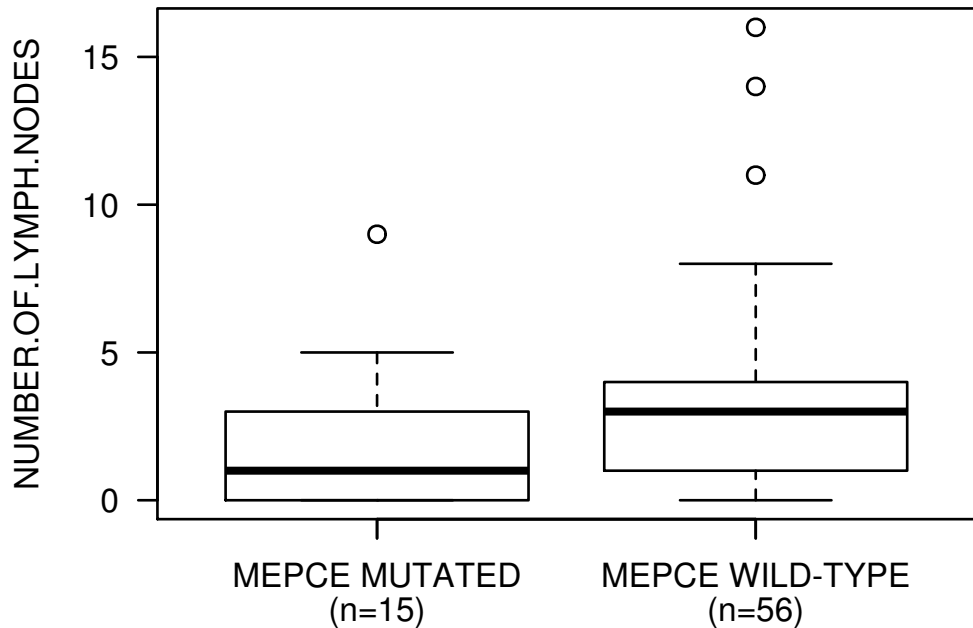 NUMBER.OF.LYMPH.NODES
15
10
5
0
MEPCE MUTATED
(n=15)
MEPCE WILD-TYPE
(n=56)